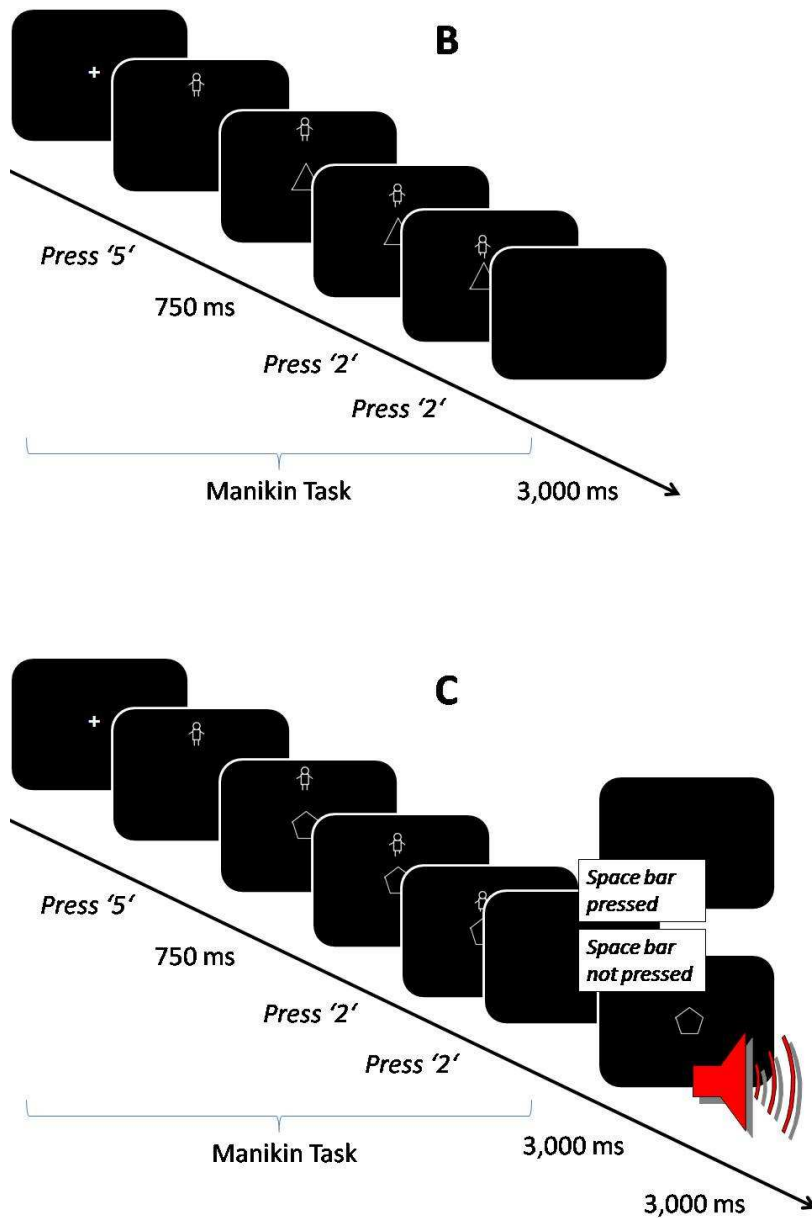 B
Press ‘5‘
750 ms
Press ‘2‘
Press ‘2‘
Manikin Task
3,000 ms
C
Space bar
pressed
Space bar
not pressed
Press ‘5‘
750 ms
Press ‘2‘
Press ‘2‘
Manikin Task
3,000 ms
3,000 ms